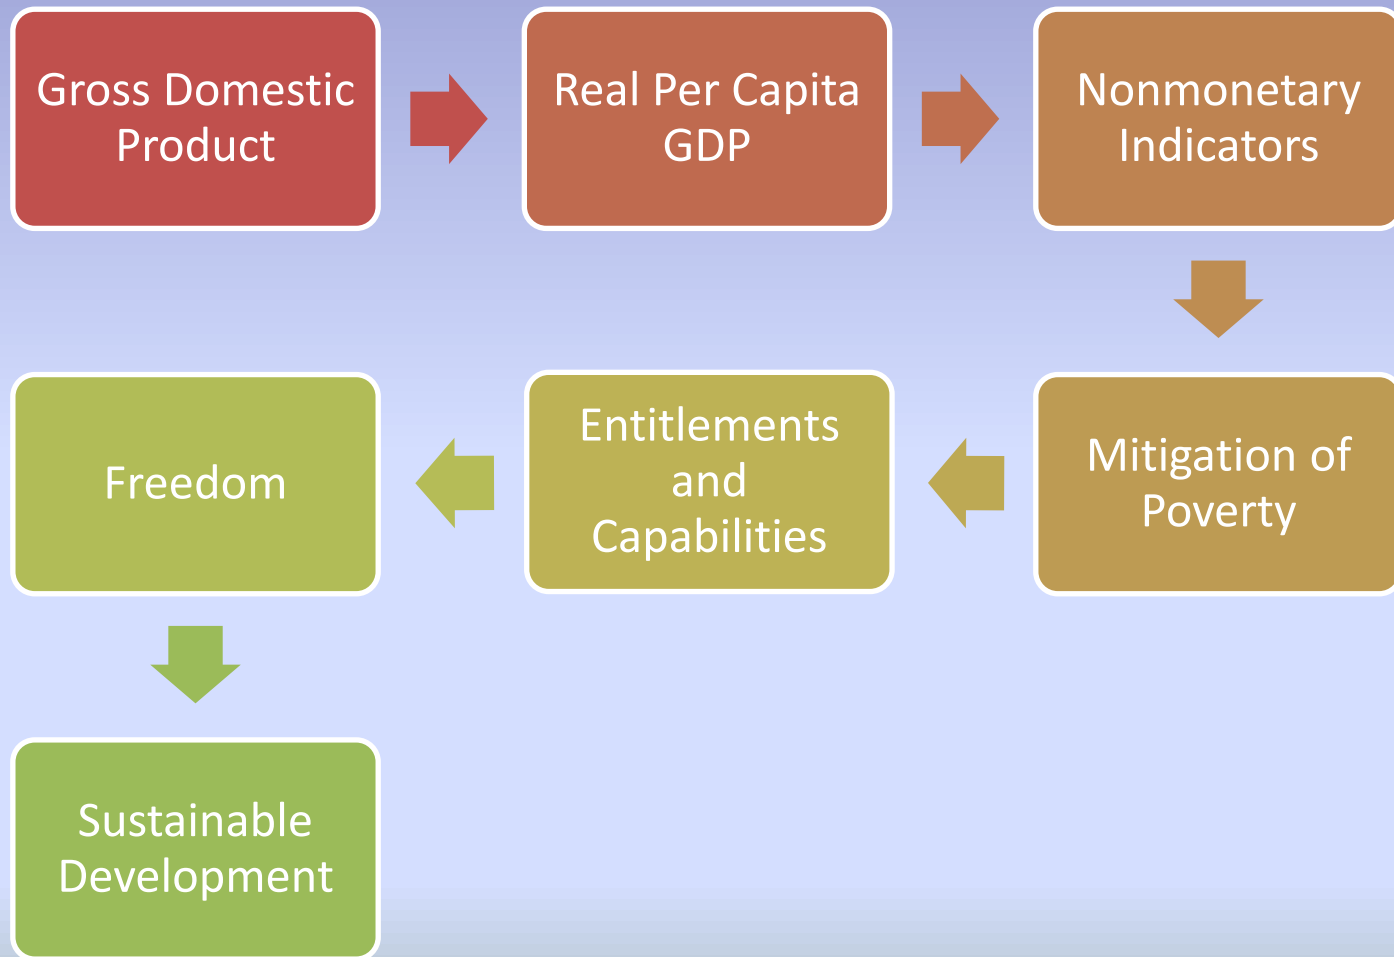 Gross Domestic
Product
Real Per Capita
GDP
Nonmonetary
Indicators
Mitigation of
Poverty
Entitlements
and
Capabilities
Freedom
Sustainable
Development